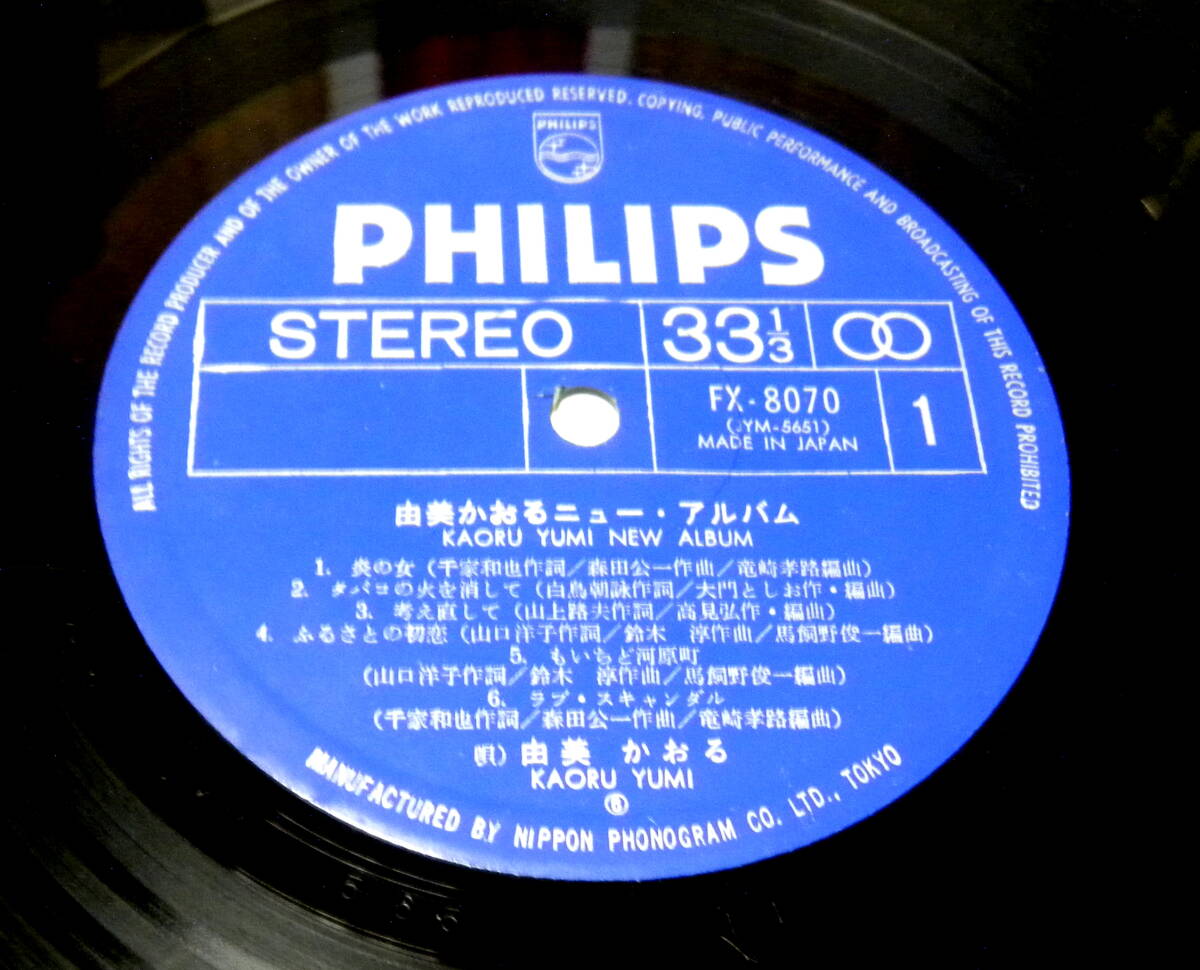 ALL RIGHTS OF THE RECORD PRODUCER AND OF THE OWNER OF THE WORK REPRODUCED RESERVED. COPYING, PUBLIC PERFORMANCE AND BROADCASTING OF THIS RECORD PROHIBITED
PHILIPS
PHILIPS
STEREO 33 1/3
FX-8070
(JYM-5651)
MADE IN JAPAN
1
由美かおるニュー・アルバム
KAORU YUMI NEW ALBUM
1. 炎の女(千家和也作詞/森田公一作曲/竜崎孝路編曲)
2. タバコの火を消して(白鳥朝詠作詞/大門としお作・編曲)
3. 考え直して(山上路夫作詞/高見弘作・編曲)
4. ふるさとの初恋(山口洋子作詞/鈴木 淳作曲/馬飼野俊一編曲)
5. もいちど河原町
(山口洋子作詞/鈴木 淳作曲/馬飼野俊一編曲)
6. ラブ・スキャンダル
(千家和也作詞/森田公一作曲/竜崎孝路編曲)
(唄) 由美 かおる
KAORU YUMI
MANUFACTURED BY NIPPON PHONOGRAM CO. LTD., TOKYO